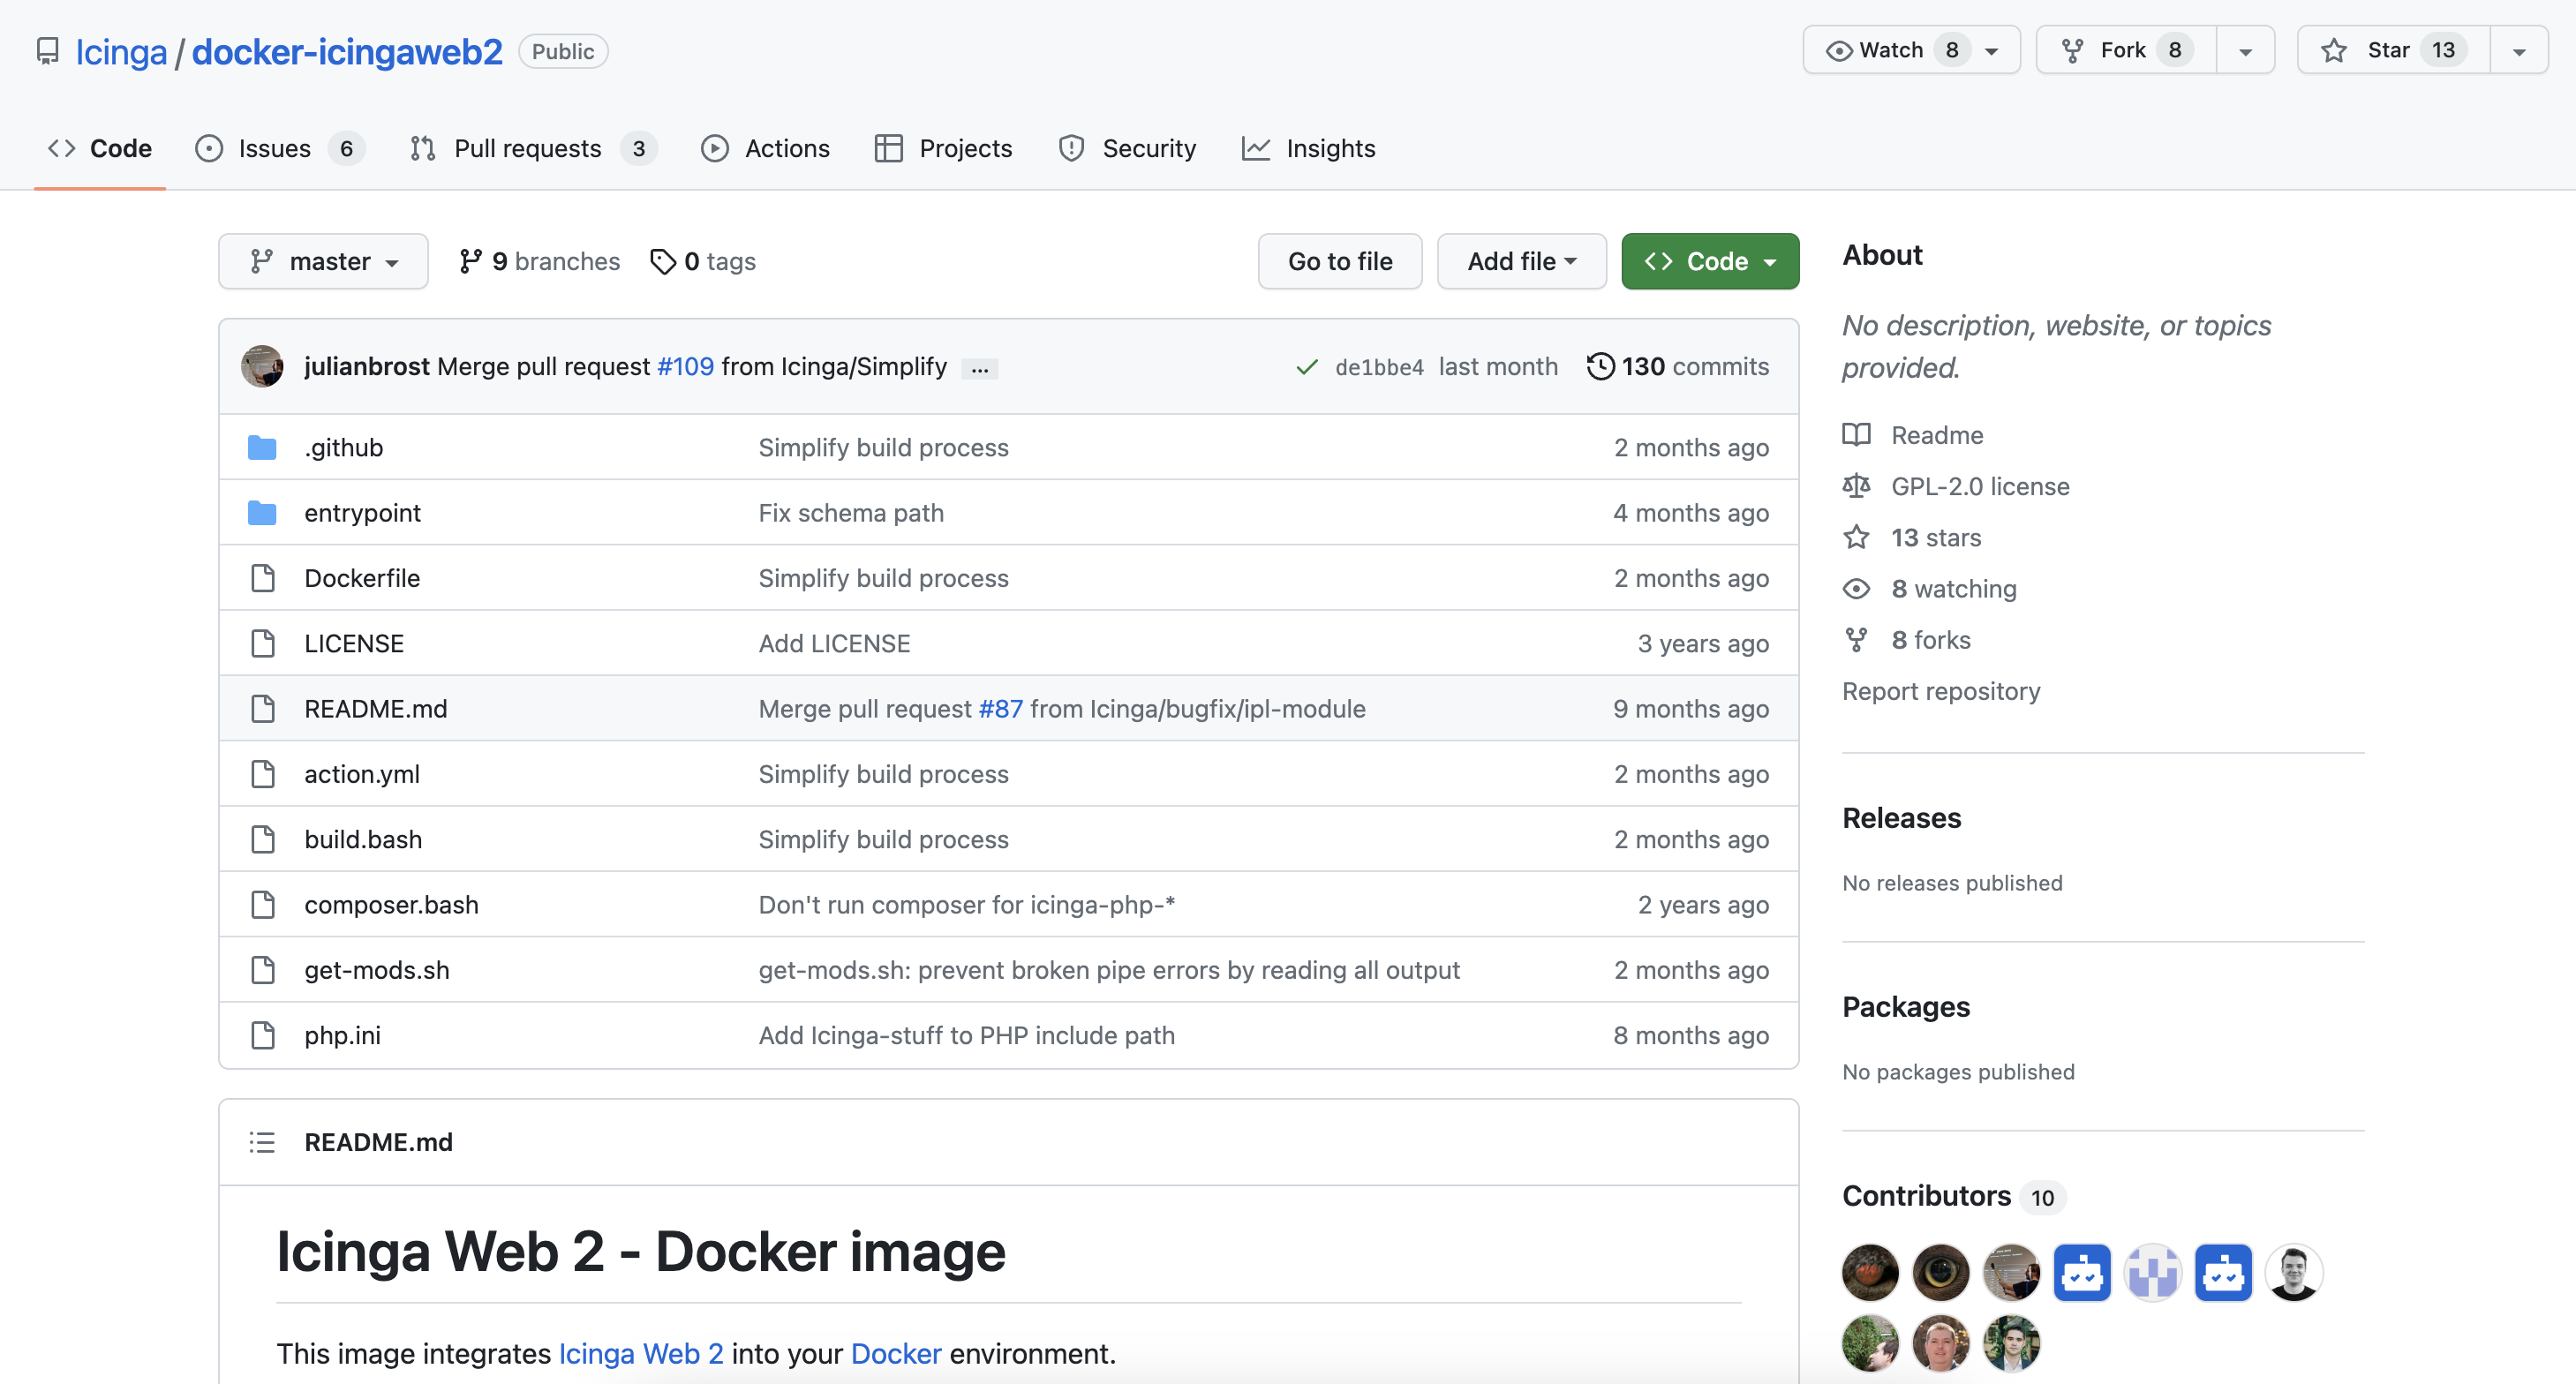 Icinga / docker-icingaweb2 Public
Watch 8
Fork 8
Star 13
Code
Issues 6
Pull requests 3
Actions
Projects
Security
Insights
master
9 branches
0 tags
Go to file
Add file
Code
julianbrost Merge pull request #109 from Icinga/Simplify ...
de1bbe4 last month
130 commits
.github Simplify build process 2 months ago
entrypoint Fix schema path 4 months ago
Dockerfile Simplify build process 2 months ago
LICENSE Add LICENSE 3 years ago
README.md Merge pull request #87 from Icinga/bugfix/ipl-module 9 months ago
action.yml Simplify build process 2 months ago
build.bash Simplify build process 2 months ago
composer.bash Don't run composer for icinga-php-* 2 years ago
get-mods.sh get-mods.sh: prevent broken pipe errors by reading all output 2 months ago
php.ini Add Icinga-stuff to PHP include path 8 months ago
README.md
Icinga Web 2 - Docker image
This image integrates Icinga Web 2 into your Docker environment.
About
No description, website, or topics
provided.
Readme
GPL-2.0 license
13 stars
8 watching
8 forks
Report repository
Releases
No releases published
Packages
No packages published
Contributors 10